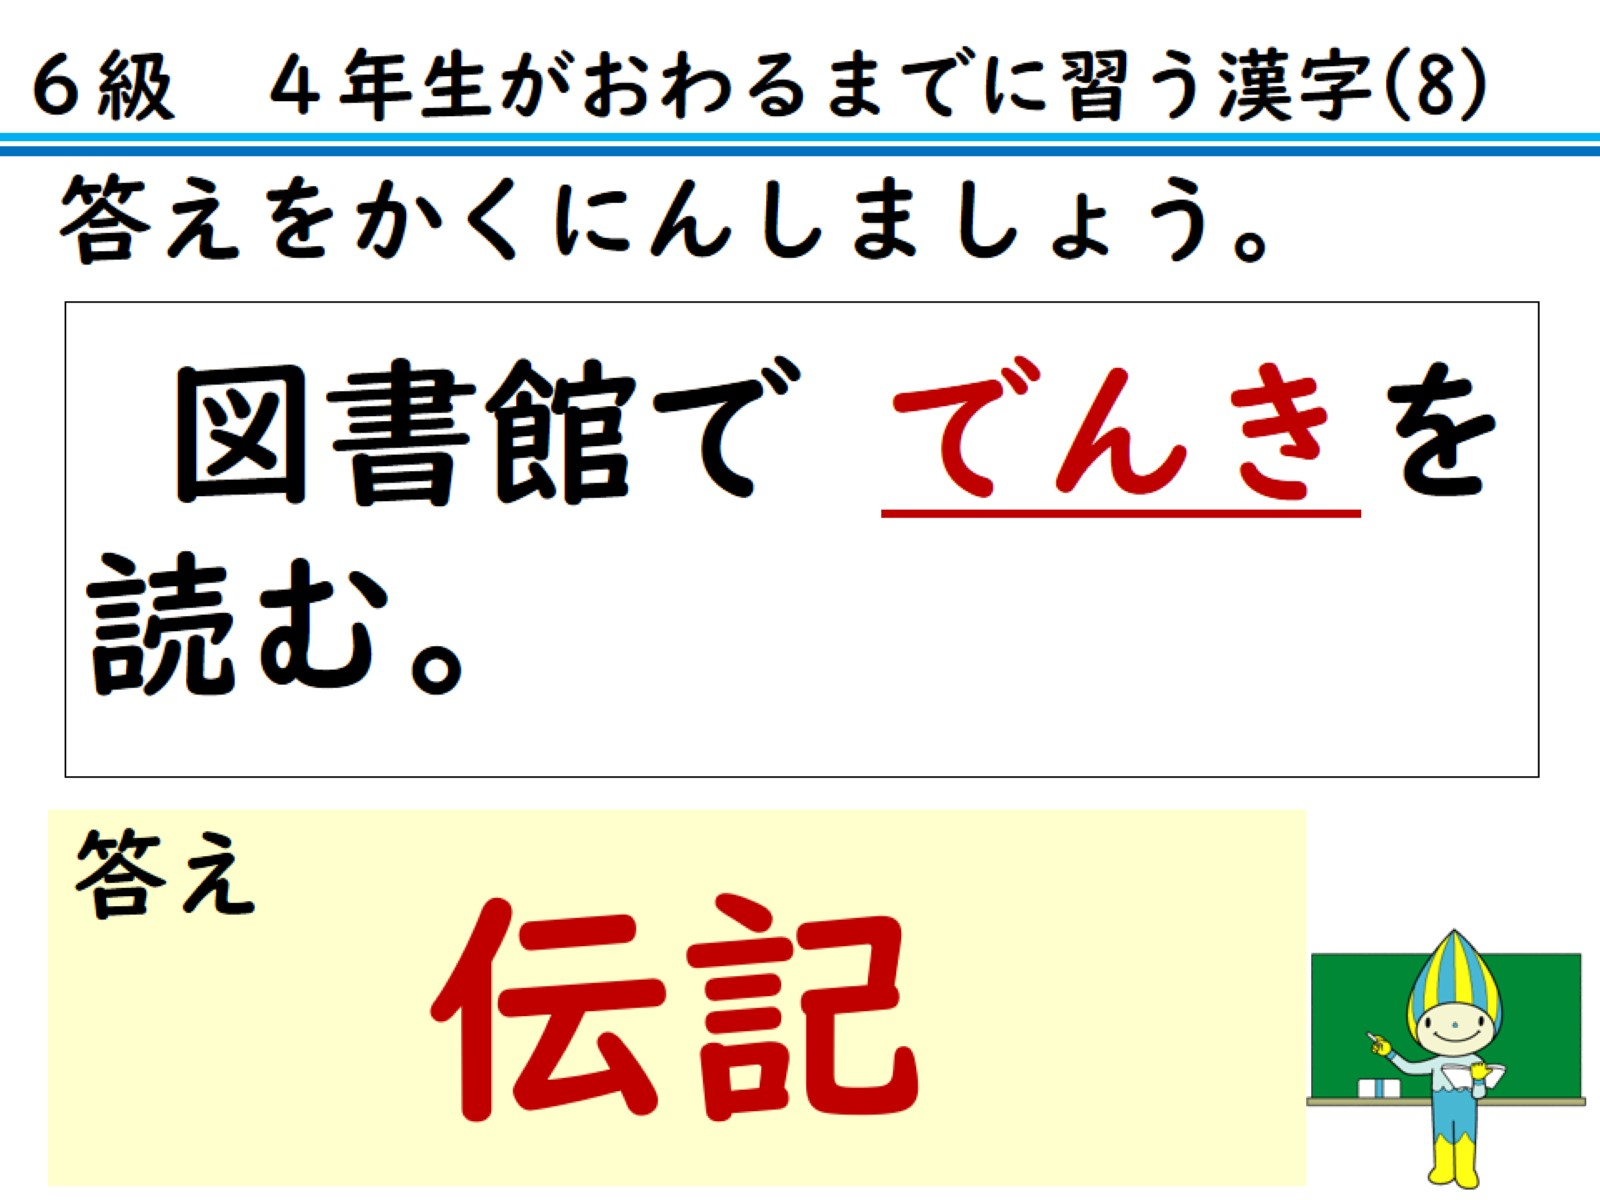 ６級　４年生がおわるまでに習う漢字(8)
答えをかくにんしましょう。
図書館で でんきを
読む。
答え
伝記